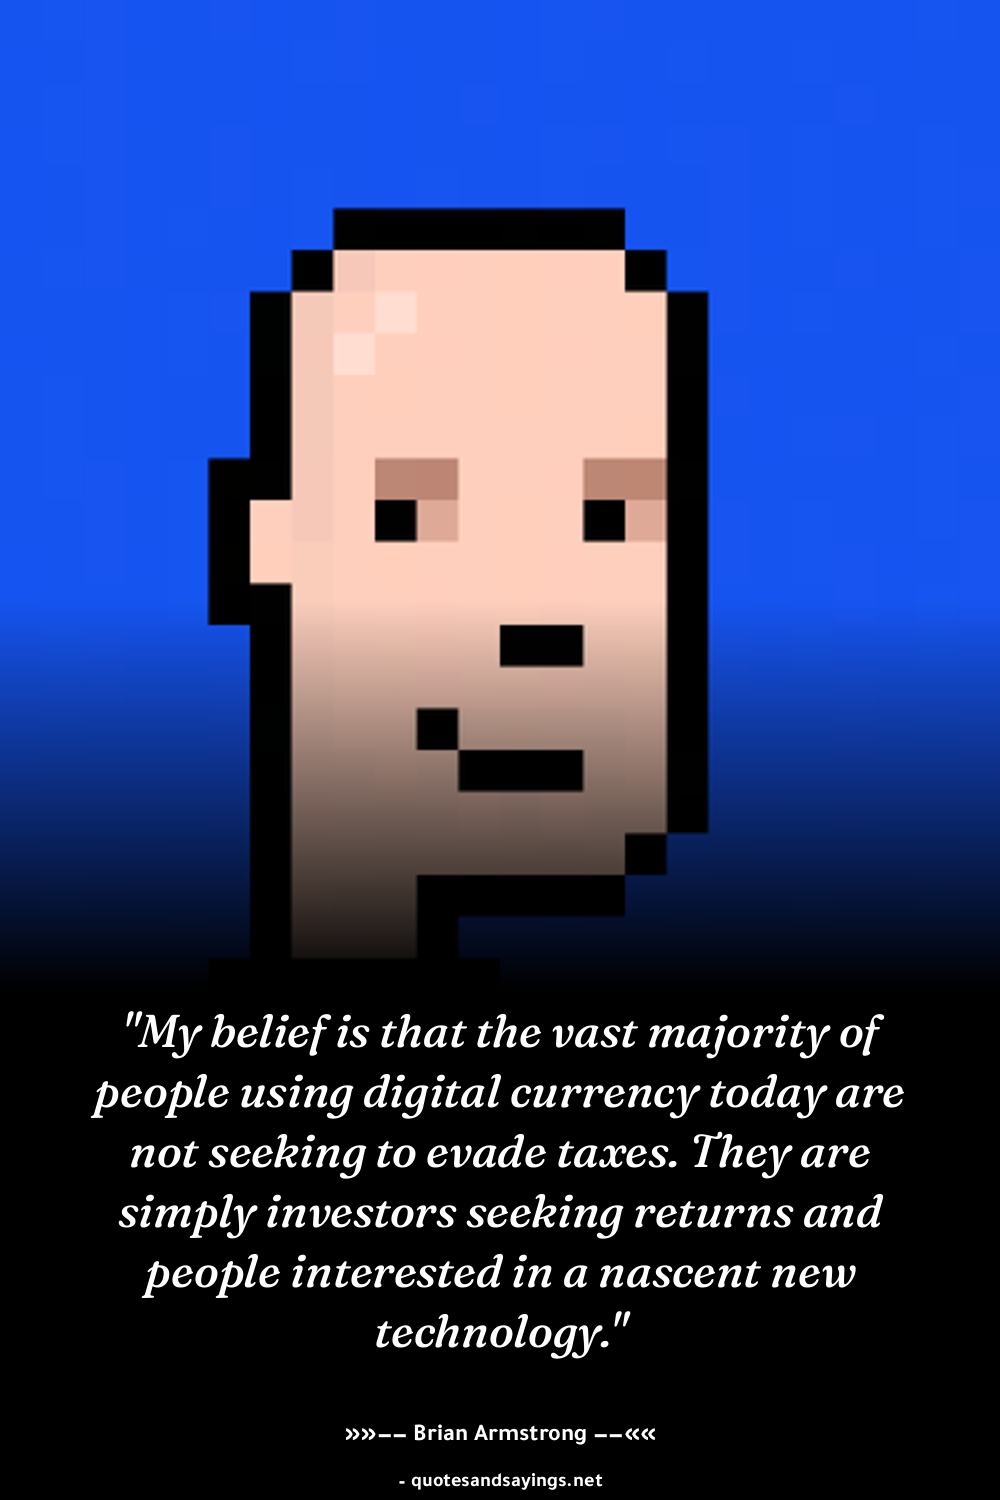 "My belief is that the vast majority of
people using digital currency today are
not seeking to evade taxes. They are
simply investors seeking returns and
people interested in a nascent new
technology."
»»−− Brian Armstrong −−««
- quotesandsayings.net